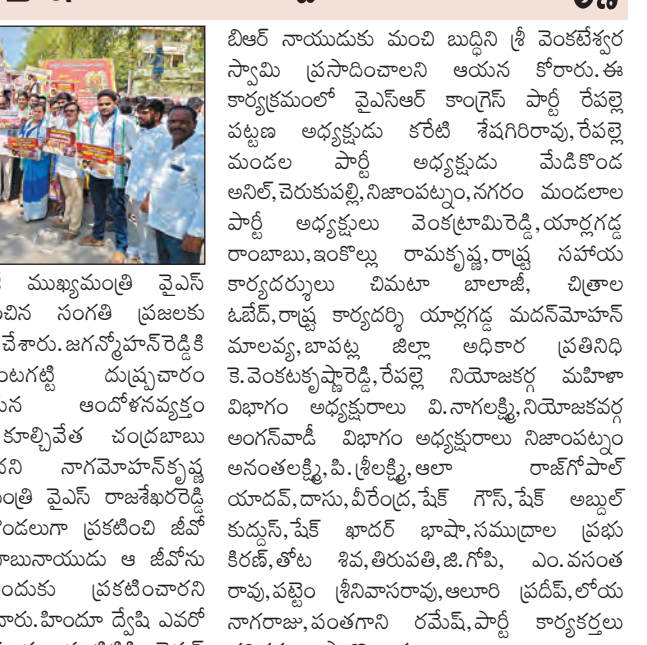 ముఖ్యమంత్రి వైఎస్
సంగతి ప్రజలకు
చేశారు.జగన్మోహన్‌రెడ్డికి
దుష్ప్రచారం
ఆందోళనవ్యక్తం
కూల్చివేత చంద్రబాబు
నాగమోహన్‌కృష్ణ
వైఎస్ రాజశేఖరరెడ్డి
ప్రకటించి జీవో
ఆ జీవోను
ప్రకటించారని
హిందూ ద్వేషి ఎవరో
బిఆర్ నాయుడుకు మంచి బుద్ధిని శ్రీ వెంకటేశ్వర
స్వామి ప్రసాదించాలని ఆయన కోరారు.ఈ
కార్యక్రమంలో వైఎస్ఆర్ కాంగ్రెస్ పార్టీ రేపల్లె
పట్టణ అధ్యక్షుడు కరేటి శేషగిరిరావు,రేపల్లె
మండల పార్టీ అధ్యక్షుడు మేడికొండ
అనిల్,చెరుకుపల్లి,నిజాంపట్నం,నగరం మండలాల
పార్టీ అధ్యక్షులు వెంకట్రామిరెడ్డి,యార్లగడ్డ
రాంబాబు,ఇంకొల్లు రామకృష్ణ,రాష్ట్ర సహాయ
కార్యదర్శులు చిమటా బాలాజీ, చిత్రాల
ఓబేద్,రాష్ట్ర కార్యదర్శి యార్లగడ్డ మదన్‌మోహన్
మాలవ్య,బాపట్ల జిల్లా అధికార ప్రతినిధి
కె.వెంకటకృష్ణారెడ్డి,రేపల్లె నియోజకర్గ మహిళా
విభాగం అధ్యక్షురాలు వి.నాగలక్ష్మి,నియోజకవర్గ
అంగన్‌వాడీ విభాగం అధ్యక్షురాలు నిజాంపట్నం
అనంతలక్ష్మి,పి.శ్రీలక్ష్మి,ఆలా రాజ్‌గోపాల్
యాదవ్,దాసు,వీరేంద్ర,షేక్ గౌస్,షేక్ అబ్దుల్
కుద్దుస్,షేక్ ఖాదర్ భాషా,సముద్రాల ప్రభు
కిరణ్,తోట శివ,తిరుపతి,జి.గోపి, ఎం.వసంత
రావు,పట్టెం శ్రీనివాసరావు,ఆలూరి ప్రదీప్,లోయ
నాగరాజు,పంతగాని రమేష్,పార్టీ కార్యకర్తలు